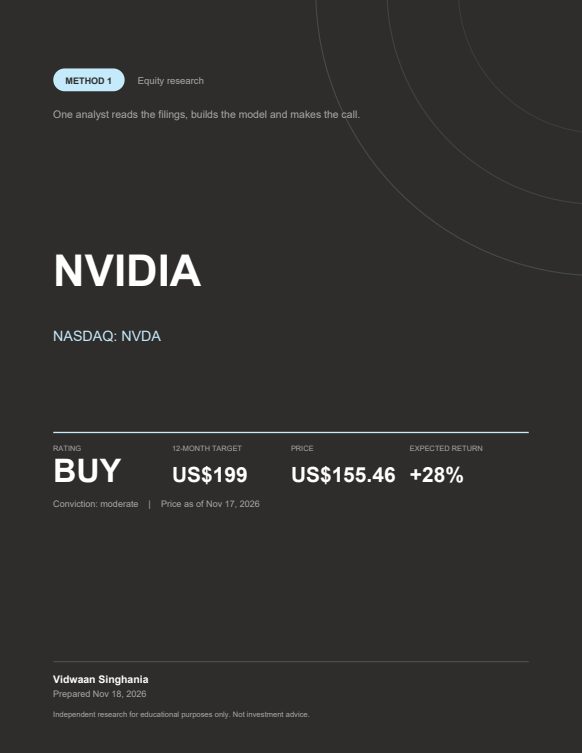 METHOD 1 Equity research
One analyst reads the filings, builds the model and makes the call.
NVIDIA
NASDAQ: NVDA
RATING 12-MONTH TARGET PRICE EXPECTED RETURN
BUY US$199 US$155.46 +28%
Conviction: moderate | Price as of Nov 17, 2026
Vidwaan Singhania
Prepared Nov 18, 2026
Independent research for educational purposes only. Not investment advice.